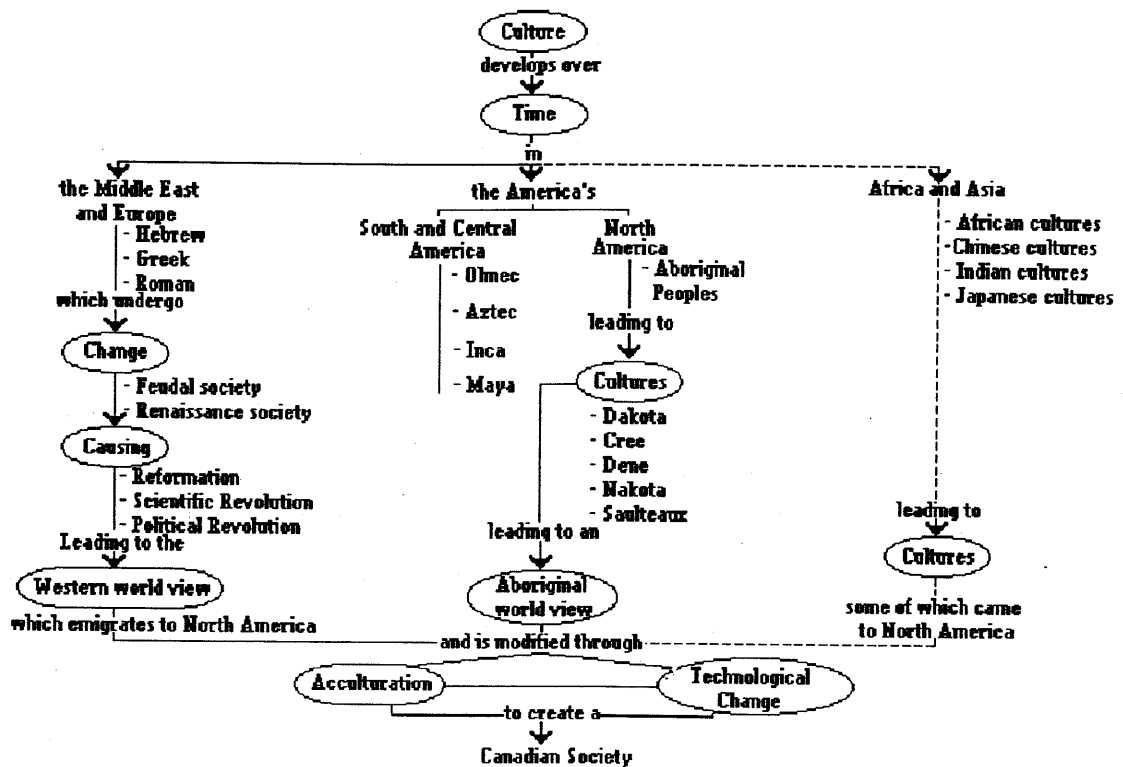 Culture
develops over
Time
in
the Middle East
and Europe
- Hebrew
- Greek
- Roman
which undergo
Change
- Feudal society
- Renaissance society
Causing
- Reformation
- Scientific Revolution
- Political Revolution
Leading to the
Western world view
which emigrates to North America
the America's
South and Central
America
- Olmec
- Aztec
- Inca
- Maya
North
America
- Aboriginal
Peoples
leading to
Cultures
- Dakota
- Cree
- Dene
- Nakota
- Saulteaux
leading to an
Aboriginal
world view
Africa and Asia
- African cultures
- Chinese cultures
- Indian cultures
- Japanese cultures
leading to
Cultures
some of which came
to North America
and is modified through
Acculturation
Technological
Change
to create a
Canadian Society